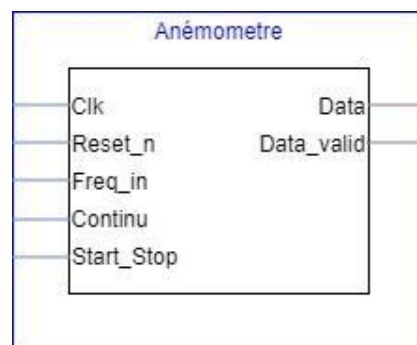 Anémometre
Clk
Data
Reset_n
Data_valid
Freq_in
Continu
Start_Stop